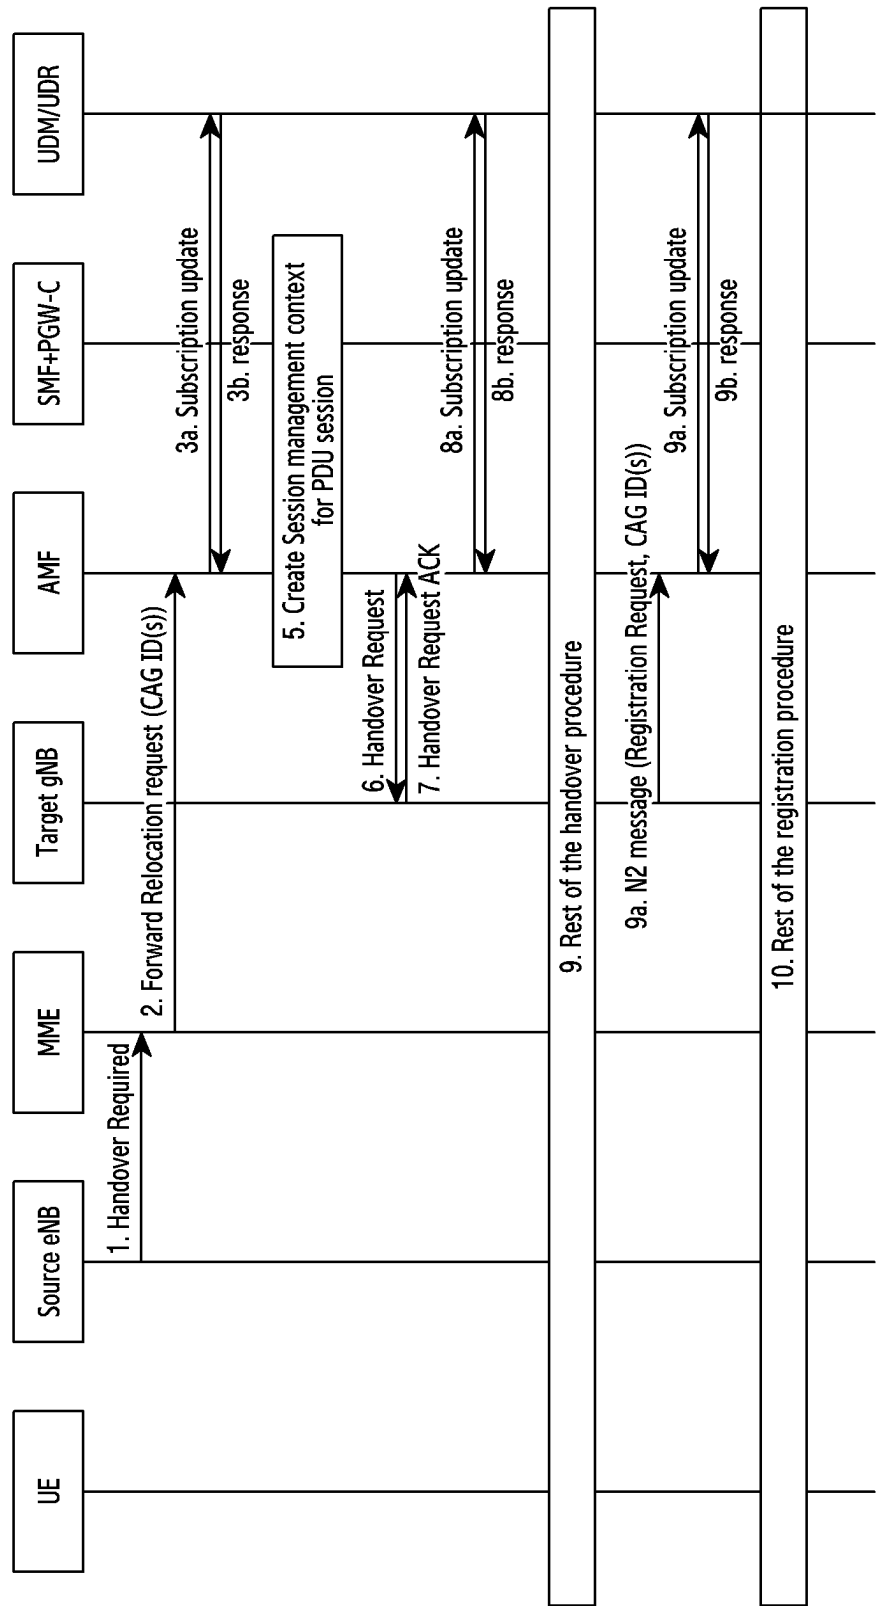 UE
Source eNB
MME
Target gNB
AMF
SMF+PGW-C
UDM/UDR
1. Handover Required
2. Forward Relocation request (CAG ID(s))
3a. Subscription update
3b. response
5. Create Session management context
for PDU session
6. Handover Request
7. Handover Request ACK
8a. Subscription update
8b. response
9. Rest of the handover procedure
9a. N2 message (Registration Request, CAG ID(s))
9a. Subscription update
9b. response
10. Rest of the registration procedure